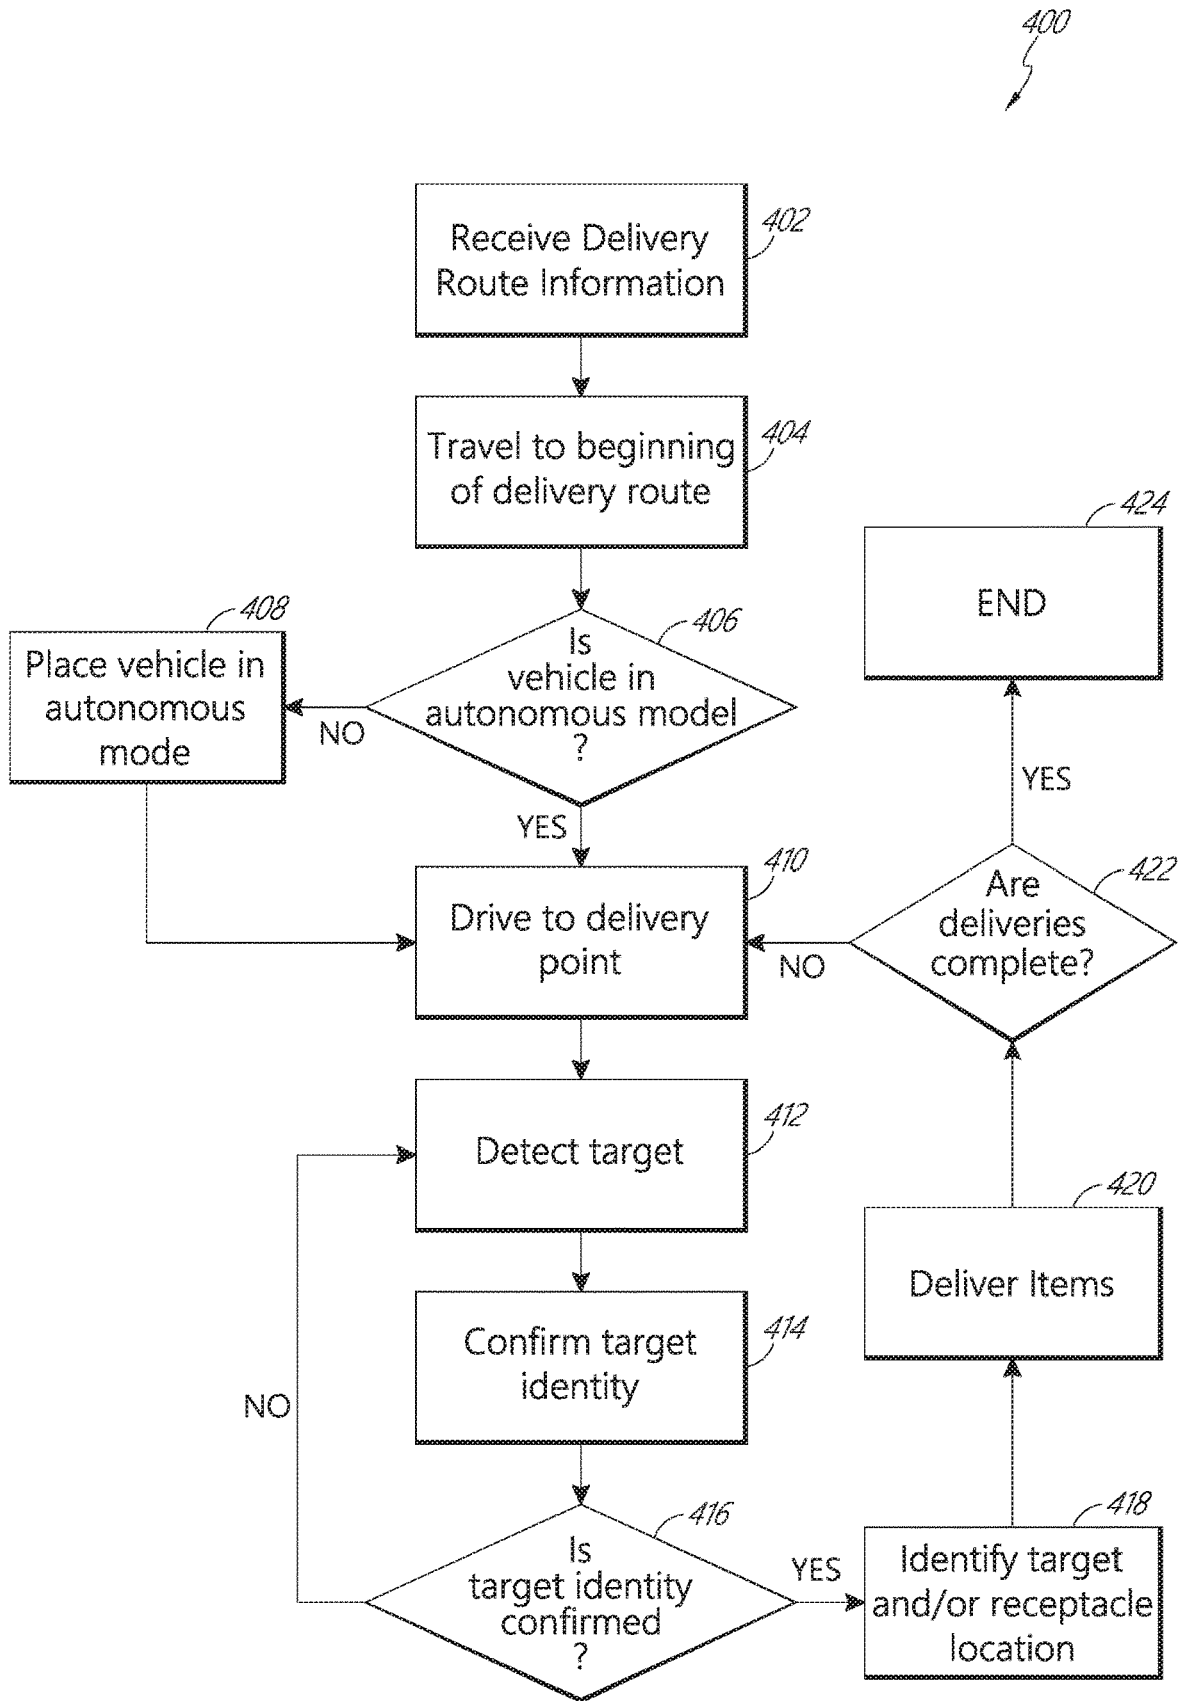 400
Receive Delivery
Route Information
402
Travel to beginning
of delivery route
404
Is
vehicle in
autonomous model
?
406
NO
Place vehicle in
autonomous
mode
408
YES
Drive to delivery
point
410
Detect target
412
Confirm target
identity
414
Is
target identity
confirmed
?
416
NO
YES
Identify target
and/or receptacle
location
418
Deliver Items
420
Are
deliveries
complete?
422
NO
YES
END
424